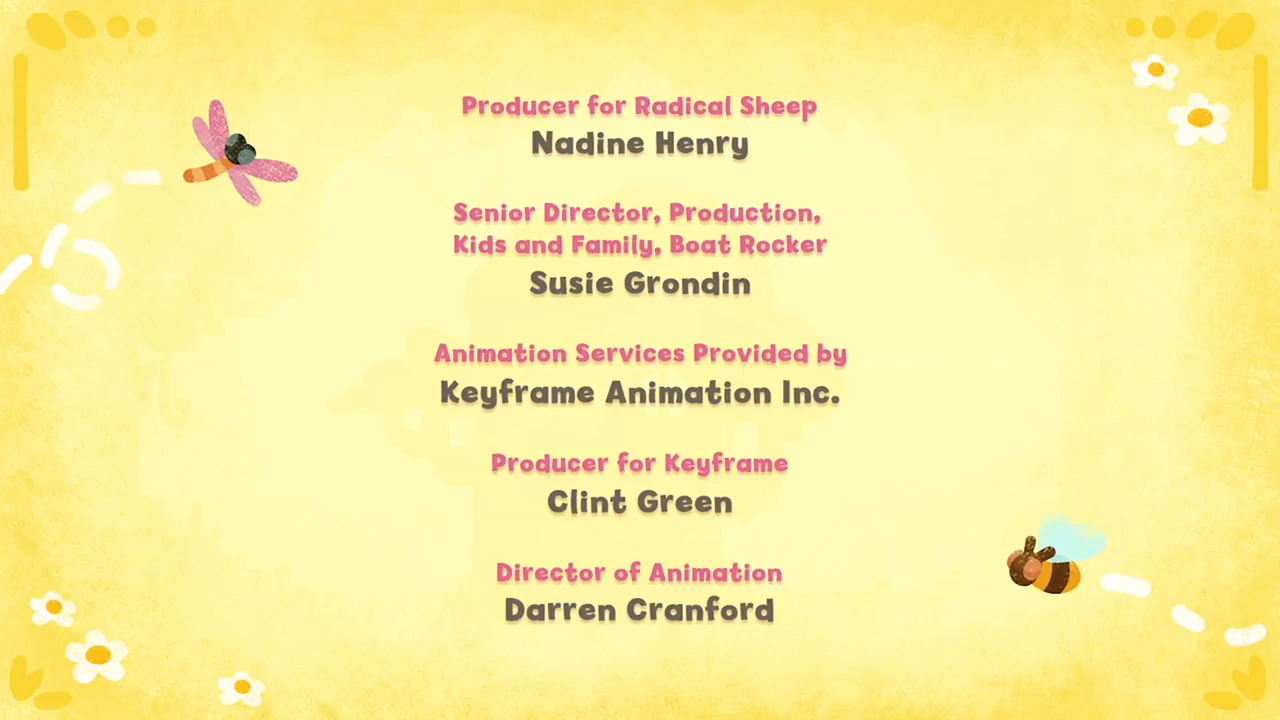 Producer for Radical Sheep
Nadine Henry
Senior Director, Production,
Kids and Family, Boat Rocker
Susie Grondin
Animation Services Provided by
Keyframe Animation Inc.
Producer for Keyframe
Clint Green
Director of Animation
Darren Cranford